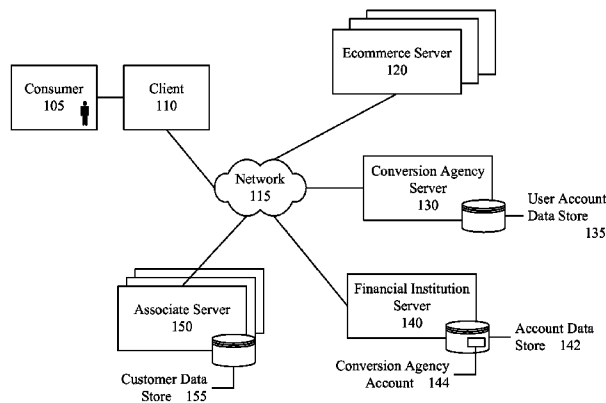 Ecommerce Server
120
Consumer
105
Client
110
Network
115
Conversion Agency
Server
130
User Account
Data Store
135
Associate Server
150
Customer Data
Store 155
Financial Institution
Server
140
Account Data
Store 142
Conversion Agency
Account 144